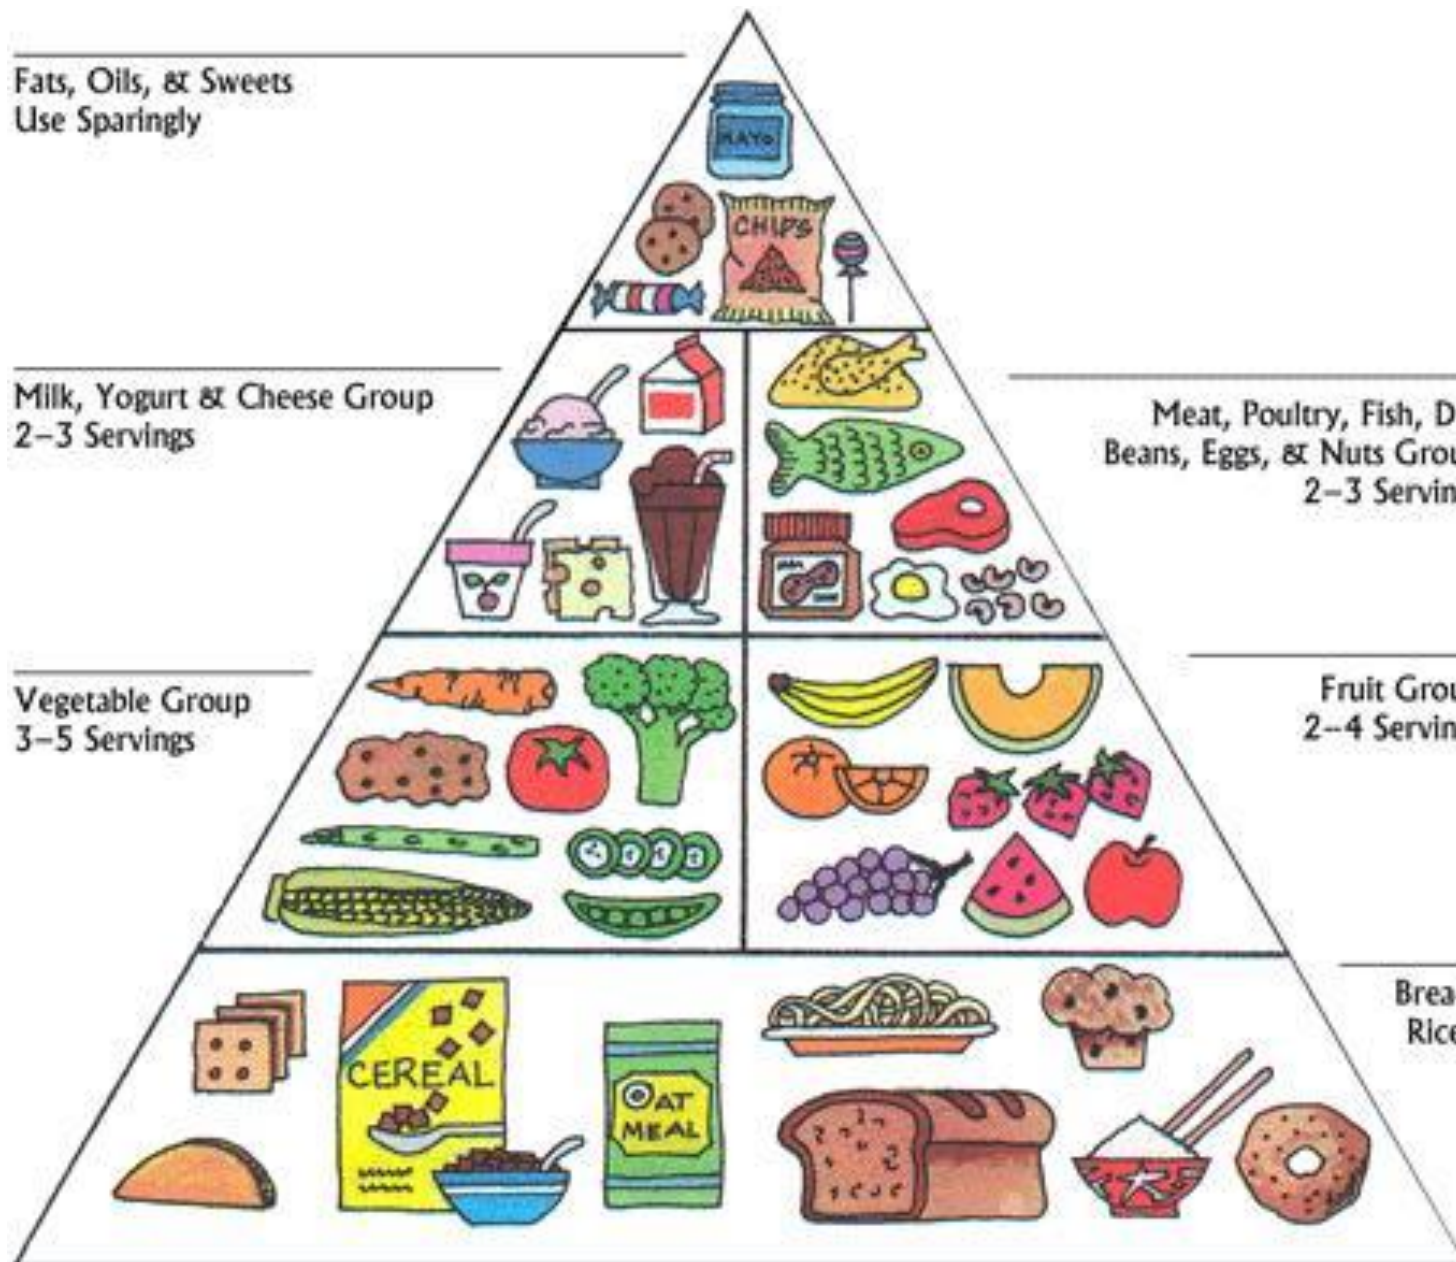 Fats, Oils, & Sweets
Use Sparingly
MAYO
CHIPS
Milk, Yogurt & Cheese Group
2–3 Servings
Meat, Poultry, Fish, D
Beans, Eggs, & Nuts Grou
2–3 Servin
Vegetable Group
3–5 Servings
Fruit Grou
2–4 Servin
Brea
Rice
CEREAL
OAT
MEAL